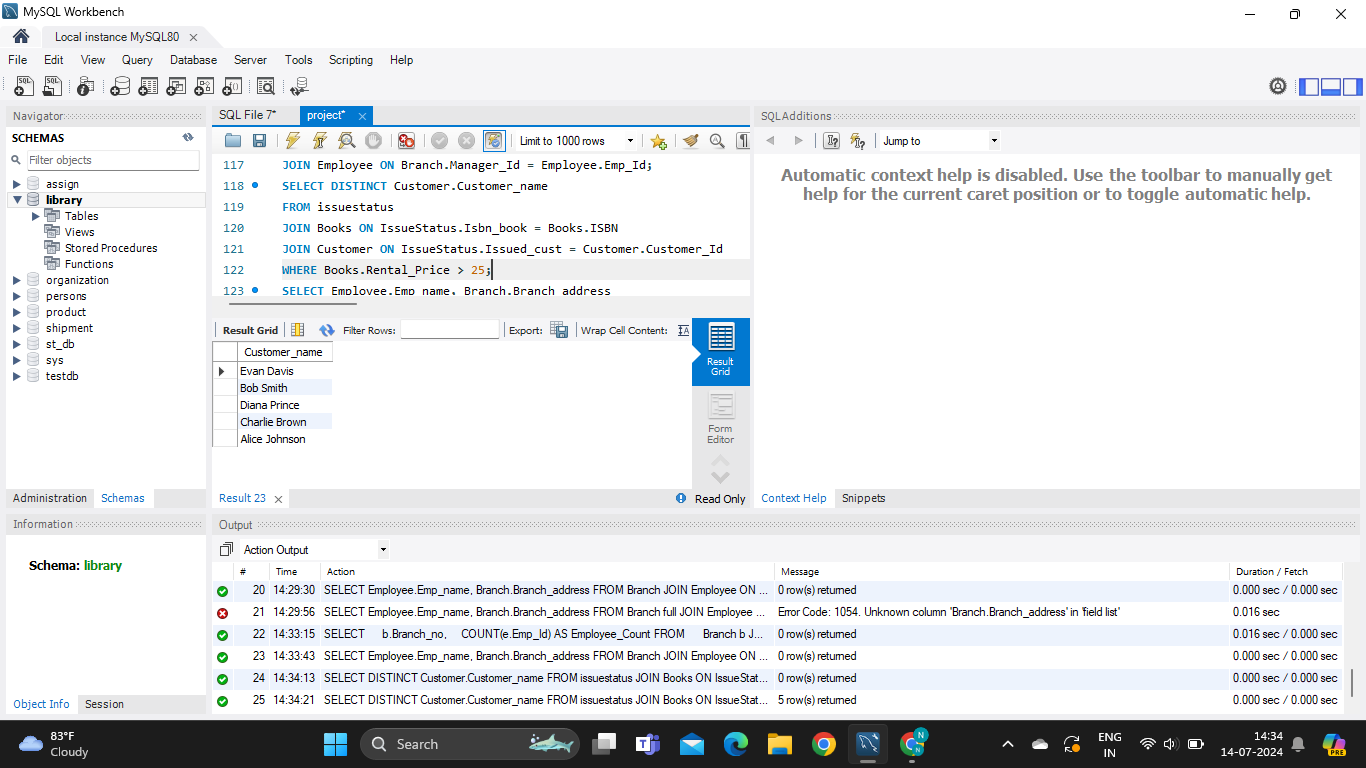 MySQL Workbench
Local instance MySQL80
File Edit View Query Database Server Tools Scripting Help
Navigator
SCHEMAS
Filter objects
assign
library
Tables
Views
Stored Procedures
Functions
organization
persons
product
shipment
st_db
sys
testdb
Administration Schemas
Information
Schema: library
Object Info Session
SQL File 7* project*
Limit to 1000 rows
117 JOIN Employee ON Branch.Manager_Id = Employee.Emp_Id;
118 SELECT DISTINCT Customer.Customer_name
119 FROM issuestatus
120 JOIN Books ON IssueStatus.Isbn_book = Books.ISBN
121 JOIN Customer ON IssueStatus.Issued_cust = Customer.Customer_Id
122 WHERE Books.Rental_Price > 25;
123 SELECT Employee.Emp_name, Branch.Branch_address
Result Grid Filter Rows: Export: Wrap Cell Content:
Customer_name
Evan Davis
Bob Smith
Diana Prince
Charlie Brown
Alice Johnson
Result Grid
Form Editor
Result 23 Read Only
SQLAdditions
Jump to
Automatic context help is disabled. Use the toolbar to manually get
help for the current caret position or to toggle automatic help.
Context Help Snippets
Output
Action Output
# Time Action Message Duration / Fetch
20 14:29:30 SELECT Employee.Emp_name, Branch.Branch_address FROM Branch JOIN Employee ON ... 0 row(s) returned 0.000 sec / 0.000 sec
21 14:29:56 SELECT Employee.Emp_name, Branch.Branch_address FROM Branch full JOIN Employee ... Error Code: 1054. Unknown column 'Branch.Branch_address' in 'field list' 0.016 sec
22 14:33:15 SELECT b.Branch_no, COUNT(e.Emp_Id) AS Employee_Count FROM Branch b J... 0 row(s) returned 0.016 sec / 0.000 sec
23 14:33:43 SELECT Employee.Emp_name, Branch.Branch_address FROM Branch JOIN Employee ON ... 0 row(s) returned 0.000 sec / 0.000 sec
24 14:34:13 SELECT DISTINCT Customer.Customer_name FROM issuestatus JOIN Books ON IssueStat... 0 row(s) returned 0.000 sec / 0.000 sec
25 14:34:21 SELECT DISTINCT Customer.Customer_name FROM issuestatus JOIN Books ON IssueStat... 5 row(s) returned 0.000 sec / 0.000 sec
83°F
Cloudy
Search
ENG
IN
14:34
14-07-2024
PRE